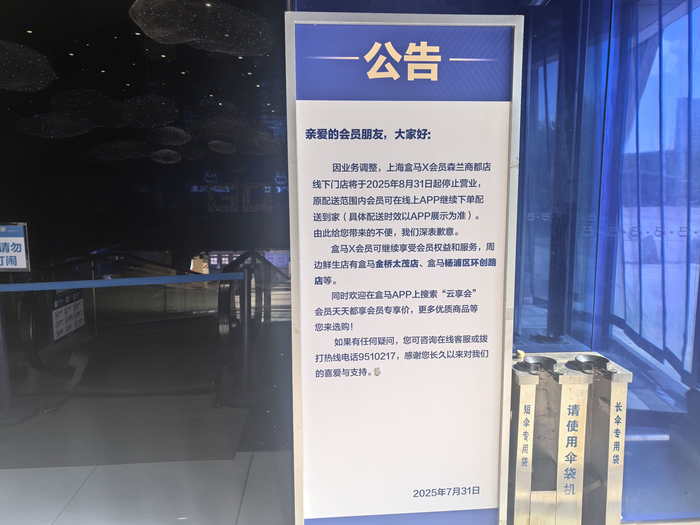 公告
亲爱的会员朋友，大家好：
因业务调整，上海盒马X会员森兰商都店
线下门店将于2025年8月31日起停止营业，
原配送范围内会员可在线上APP继续下单配
送到家（具体配送时效以APP展示为准）。
由此给您带来的不便，我们深表歉意。
盒马X会员可继续享受会员权益和服务，周
边鲜生店有盒马金桥太茂店、盒马杨浦区环创路
店等。
同时欢迎在盒马APP上搜索“云享会”
会员天天都享会员专享价，更多优质商品等
您来选购！
如果有任何疑问，您可咨询在线客服或拨
打热线电话9510217，感谢您长久以来对我们
的喜爱与支持。
2025年7月31日
请勿
短伞专用袋
请使用伞袋机
长伞专用袋